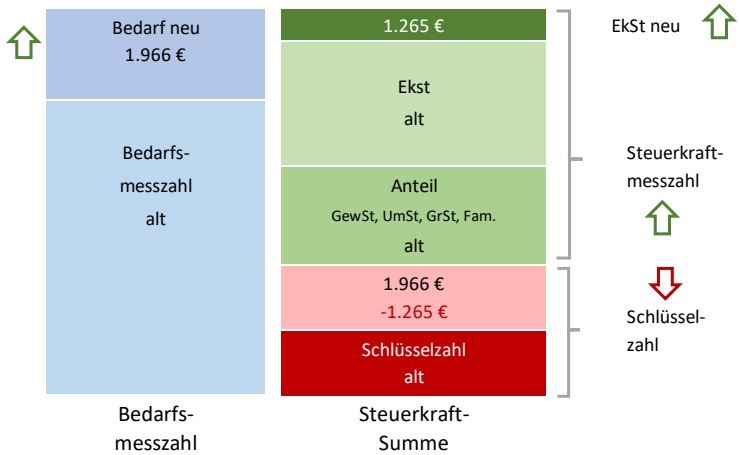 Bedarf neu
1.966 €
Bedarfs-
messzahl
alt
Bedarfs-
messzahl
1.265 €
Ekst
alt
Anteil
GewSt, UmSt, GrSt, Fam.
alt
1.966 €
-1.265 €
Schlüsselzahl
alt
Steuerkraft-
Summe
EkSt neu
Steuerkraft-
messzahl
Schlüssel-
zahl